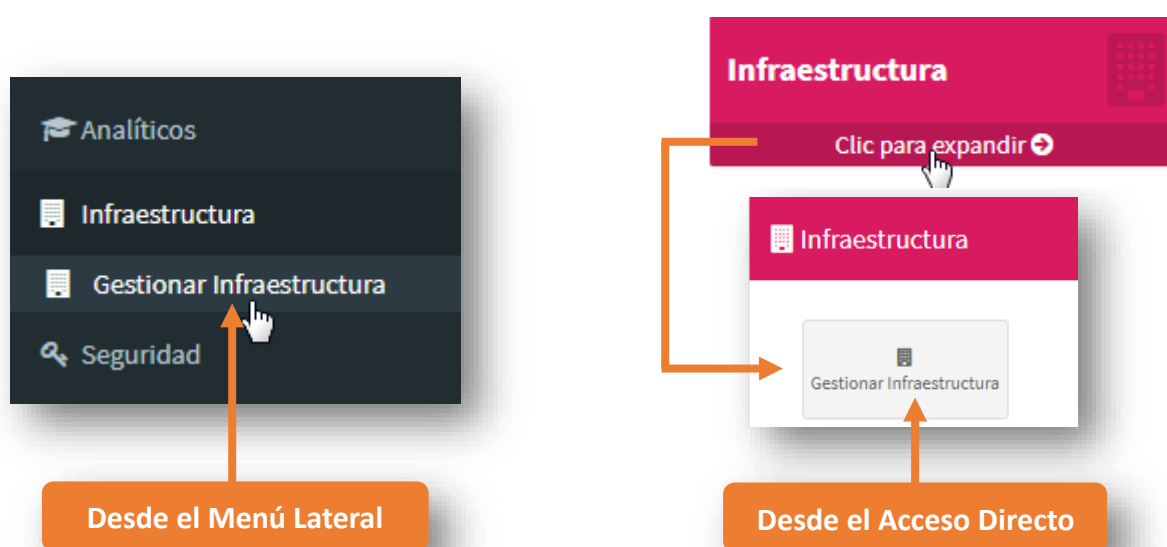 Analíticos
Infraestructura
Gestionar Infraestructura
Seguridad
Desde el Menú Lateral
Infraestructura
Clic para expandir
Infraestructura
Gestionar Infraestructura
Desde el Acceso Directo